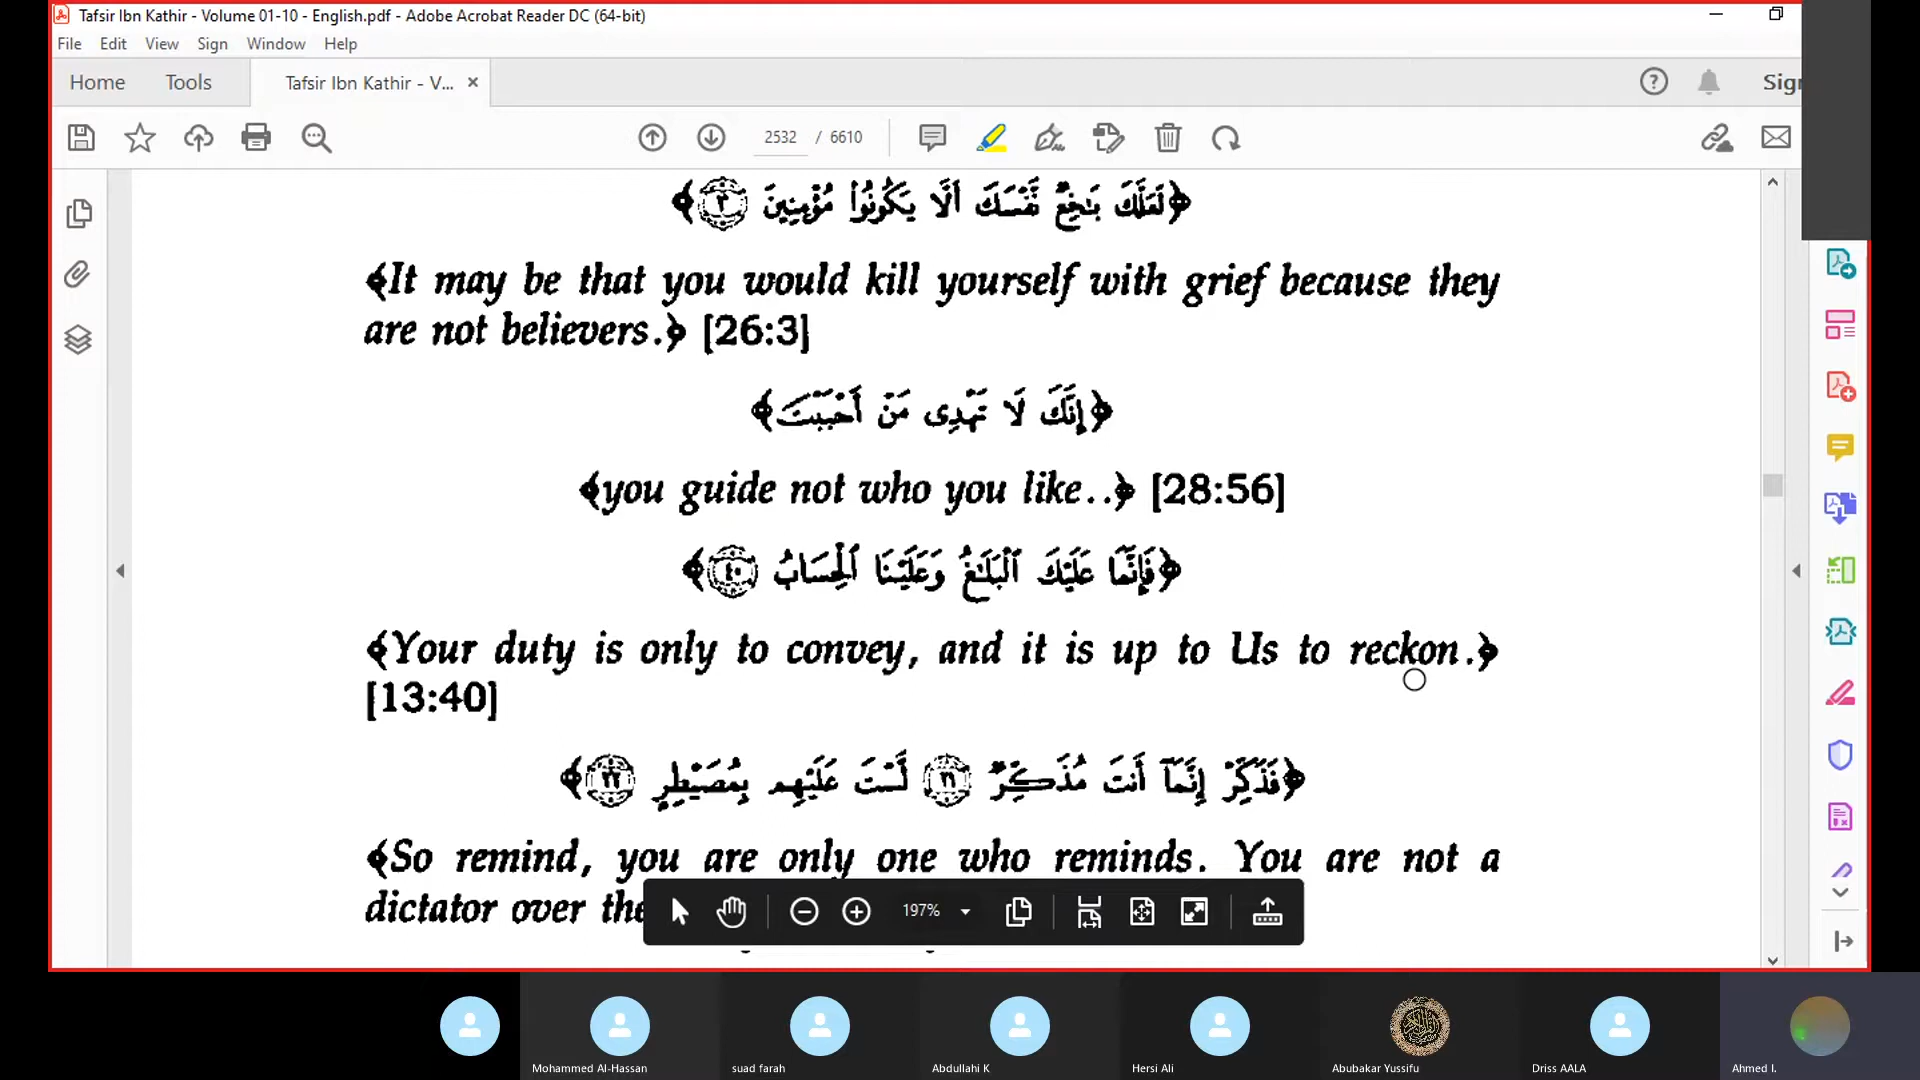 Tafsir Ibn Kathir - Volume 01-10 - English.pdf - Adobe Acrobat Reader DC (64-bit)
File Edit View Sign Window Help
Home Tools Tafsir Ibn Kathir - V... ×
Sign
2532 / 6610
﴿لَعَلَّكَ بَٰخِعٌ نَّفْسَكَ أَلَّا يَكُونُوا۟ مُؤْمِنِينَ ٣﴾
﴾It may be that you would kill yourself with grief because they
are not believers.﴿ [26:3]
﴿إِنَّكَ لَا تَهْدِى مَنْ أَحْبَبْتَ﴾
﴾you guide not who you like..﴿ [28:56]
﴿فَإِنَّمَا عَلَيْكَ ٱلْبَلَٰغُ وَعَلَيْنَا ٱلْحِسَابُ ٤٠﴾
﴾Your duty is only to convey, and it is up to Us to reckon.﴿
[13:40]
﴿فَذَكِّرْ إِنَّمَآ أَنتَ مُذَكِّرٌ ٢١ لَّسْتَ عَلَيْهِم بِمُصَيْطِرٍ ٢٢﴾
﴾So remind, you are only one who reminds. You are not a
dictator over the
197%
Mohammed Al-Hassan
suad farah
Abdullahi K
Hersi Ali
Abubakar Yussifu
Driss AALA
Ahmed I.